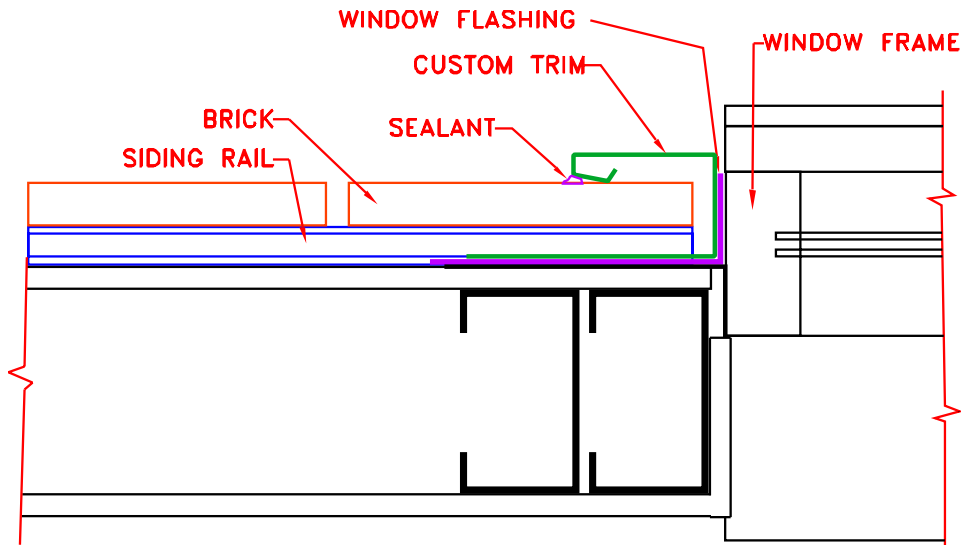 WINDOW FLASHING
WINDOW FRAME
CUSTOM TRIM
BRICK
SEALANT
SIDING RAIL